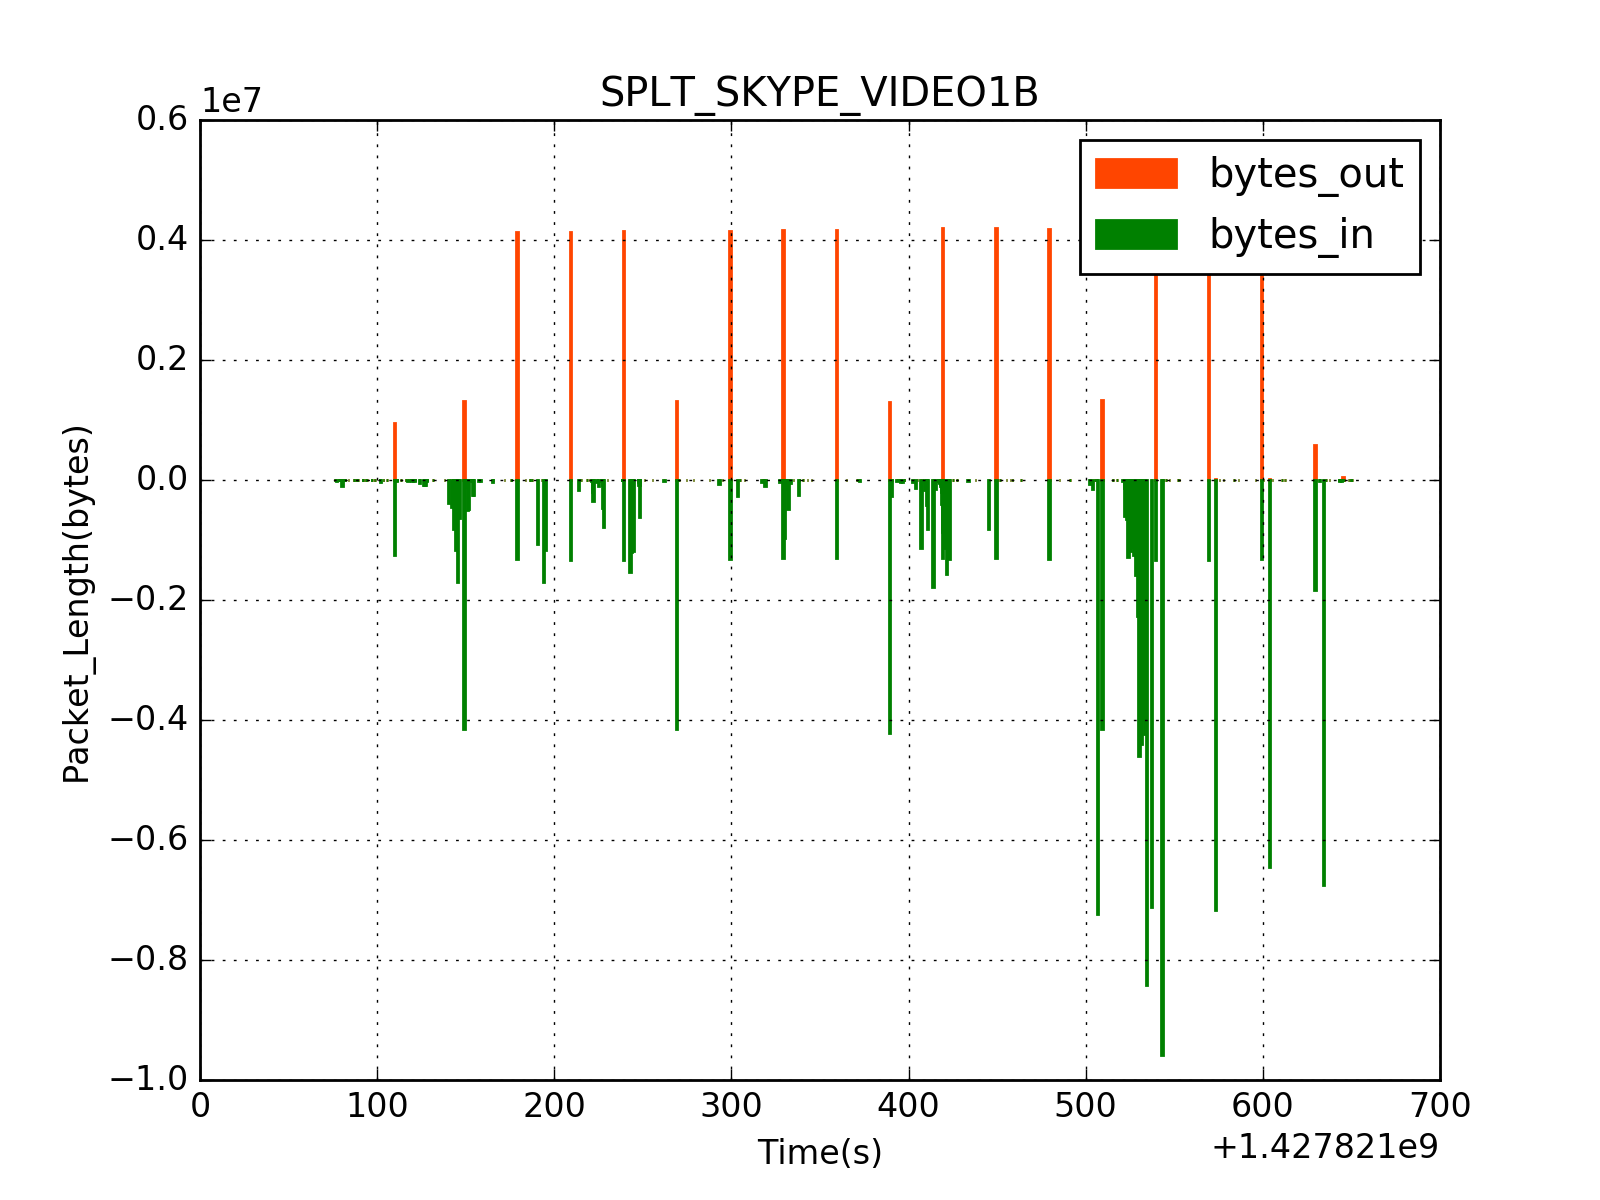 SPLT_SKYPE_VIDEO1B
1e7
0.6
0.4
0.2
0.0
−0.2
−0.4
−0.6
−0.8
−1.0
Packet_Length(bytes)
bytes_out
bytes_in
0 100 200 300 400 500 600 700
Time(s)
+1.427821e9